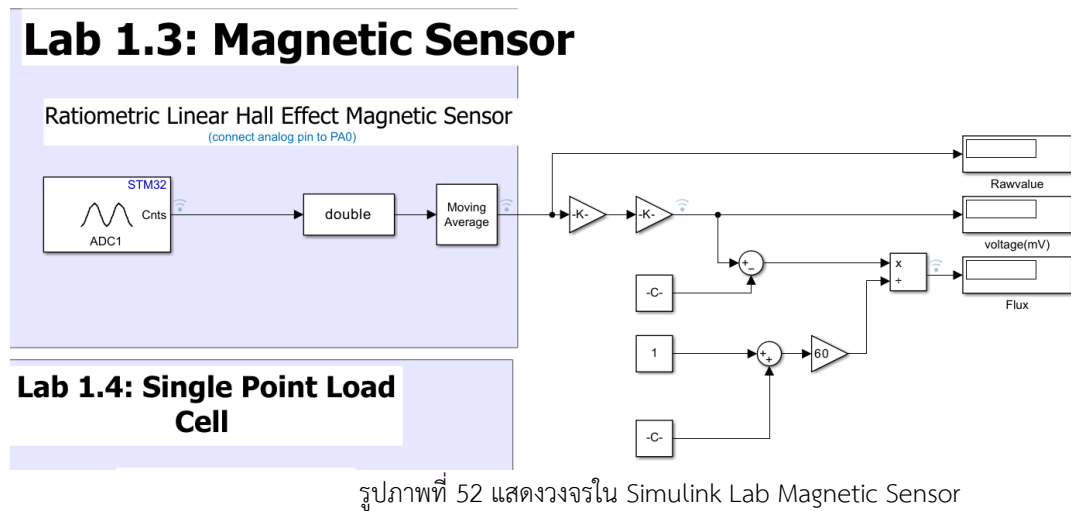 Lab 1.3: Magnetic Sensor
Ratiometric Linear Hall Effect Magnetic Sensor
(connect analog pin to PA0)
STM32
Cnts
ADC1
double
Moving
Average
-K-
-K-
Rawvalue
voltage(mV)
+
-
×
÷
Flux
-C-
1
+
+
60
-C-
Lab 1.4: Single Point Load
Cell
รูปภาพที่ 52 แสดงวงจรใน Simulink Lab Magnetic Sensor